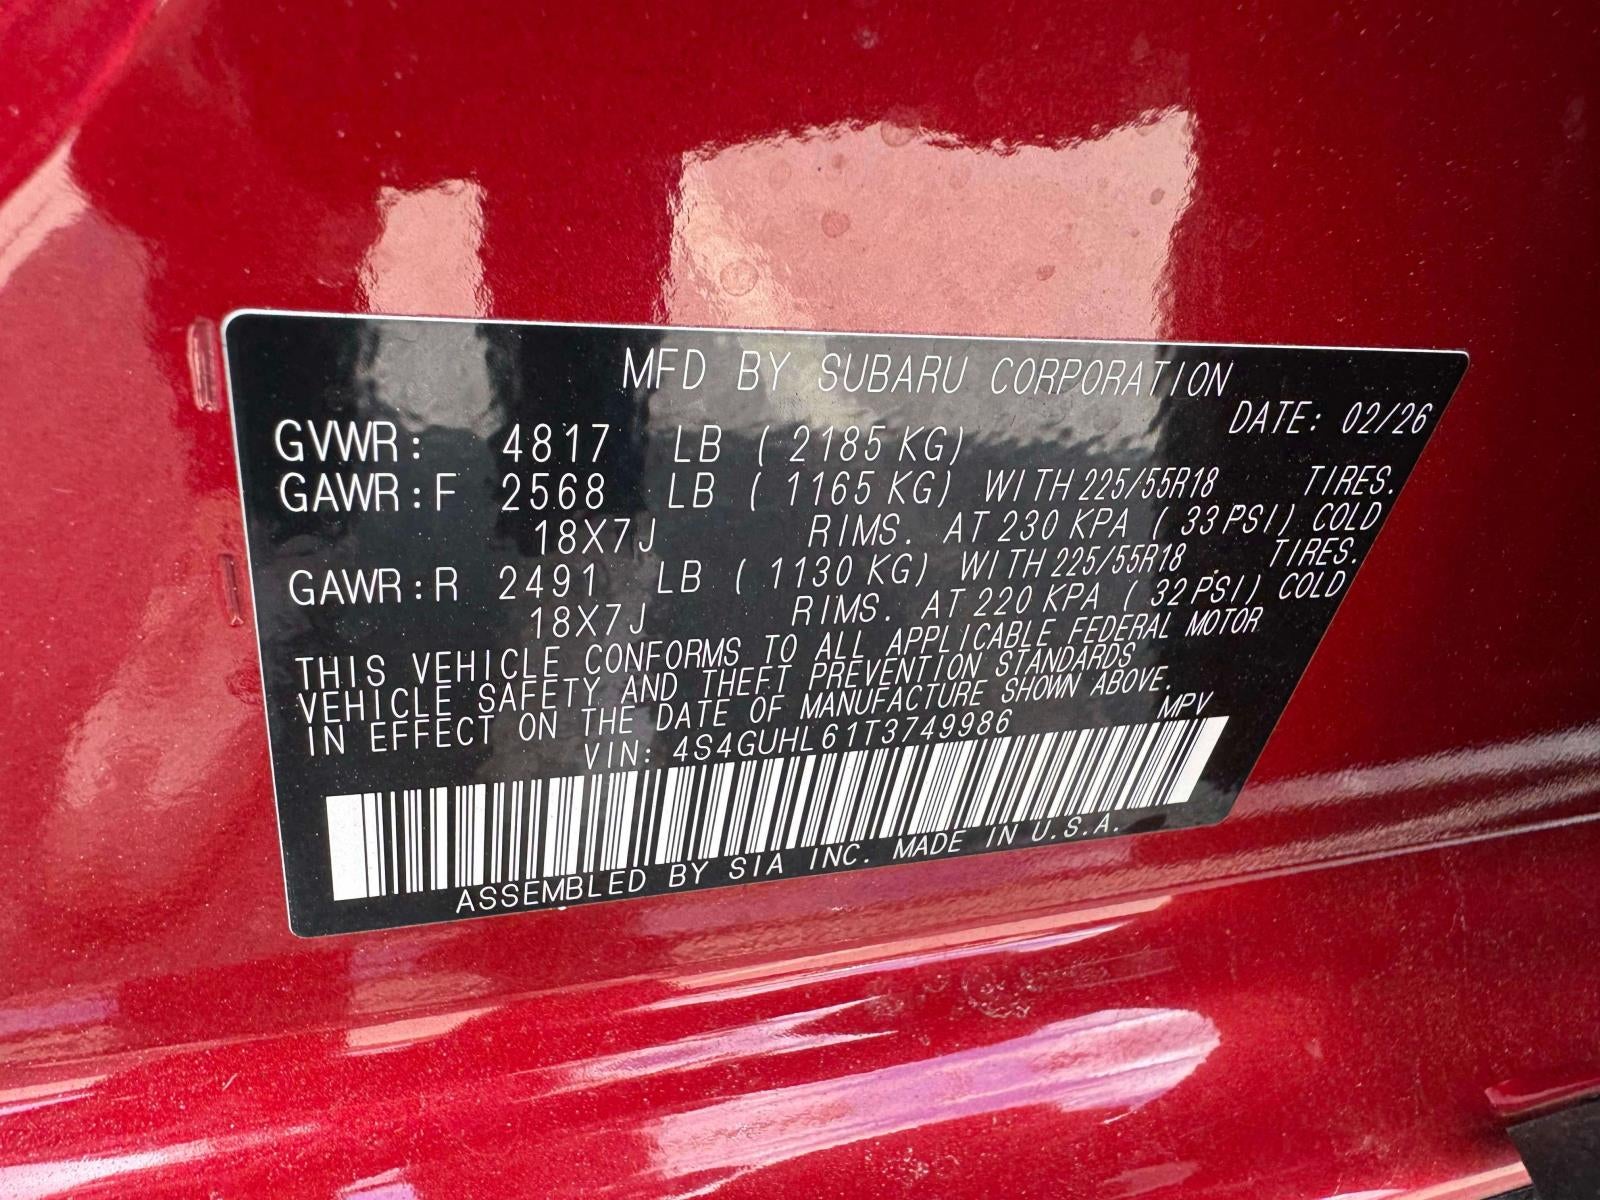 MFD BY SUBARU CORPORATION
DATE: 02/26
GVWR: 4817 LB ( 2185 KG)
GAWR:F 2568 LB ( 1165 KG) WITH 225/55R18 TIRES.
18X7J RIMS. AT 230 KPA ( 33 PSI) COLD
GAWR:R 2491 LB ( 1130 KG) WITH 225/55R18 TIRES.
18X7J RIMS. AT 220 KPA ( 32 PSI) COLD
THIS VEHICLE CONFORMS TO ALL APPLICABLE FEDERAL MOTOR
VEHICLE SAFETY AND THEFT PREVENTION STANDARDS
IN EFFECT ON THE DATE OF MANUFACTURE SHOWN ABOVE.
VIN: 4S4GUHL61T3749986 MPV
ASSEMBLED BY SIA INC. MADE IN U.S.A.